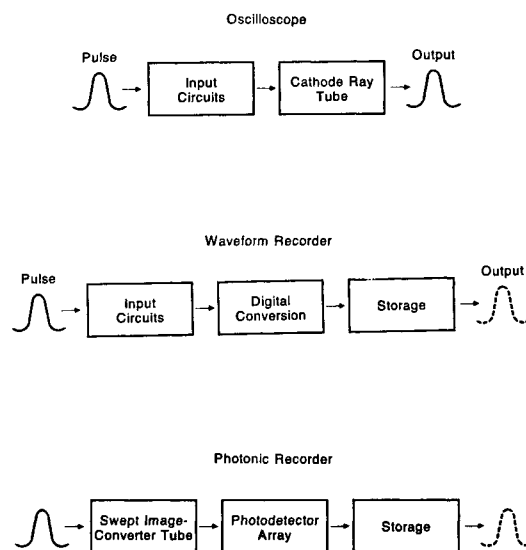 Oscilloscope
Pulse
Output
Input
Circuits
Cathode Ray
Tube
Waveform Recorder
Pulse
Output
Input
Circuits
Digital
Conversion
Storage
Photonic Recorder
Swept Image-
Converter Tube
Photodetector
Array
Storage